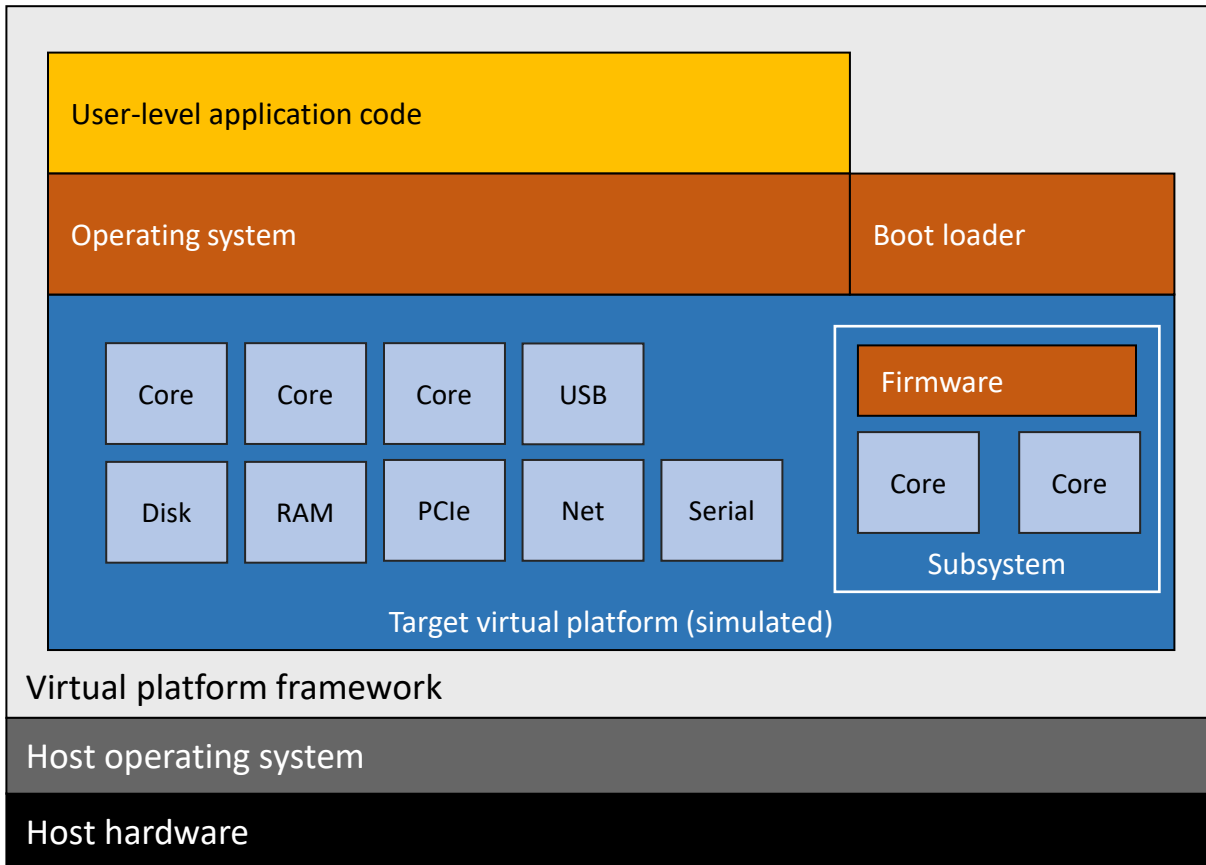 User-level application code
Operating system
Boot loader
Core
Core
Core
USB
Disk
RAM
PCIe
Net
Serial
Firmware
Core
Core
Subsystem
Target virtual platform (simulated)
Virtual platform framework
Host operating system
Host hardware